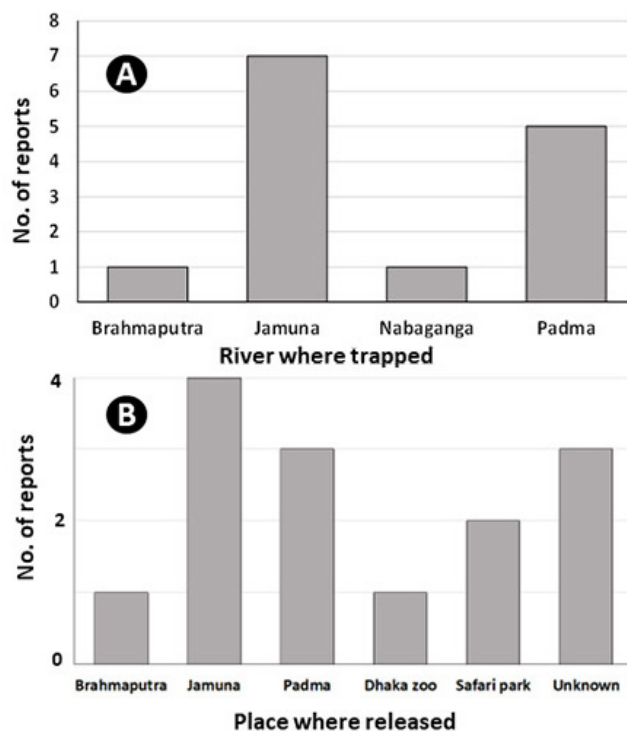 A
No. of reports
8
7
6
5
4
3
2
1
0
Brahmaputra Jamuna Nabaganga Padma
River where trapped
B
No. of reports
4
2
0
Brahmaputra Jamuna Padma Dhaka zoo Safari park Unknown
Place where released